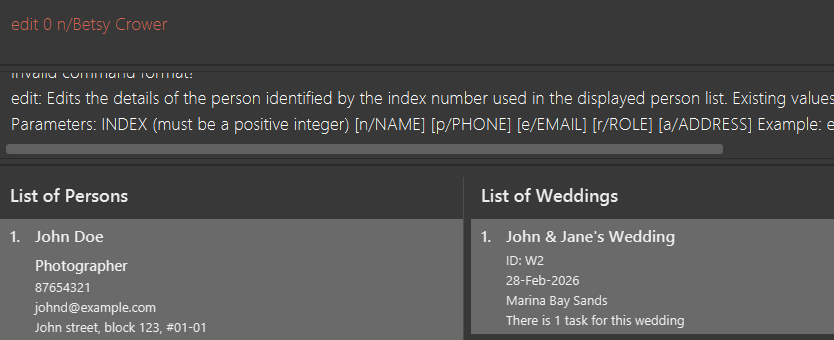 edit 0 n/Betsy Crower
Invalid command format!
edit: Edits the details of the person identified by the index number used in the displayed person list. Existing values
Parameters: INDEX (must be a positive integer) [n/NAME] [p/PHONE] [e/EMAIL] [r/ROLE] [a/ADDRESS] Example: e
List of Persons
1. John Doe
Photographer
87654321
johnd@example.com
John street, block 123, #01-01
List of Weddings
1. John & Jane's Wedding
ID: W2
28-Feb-2026
Marina Bay Sands
There is 1 task for this wedding